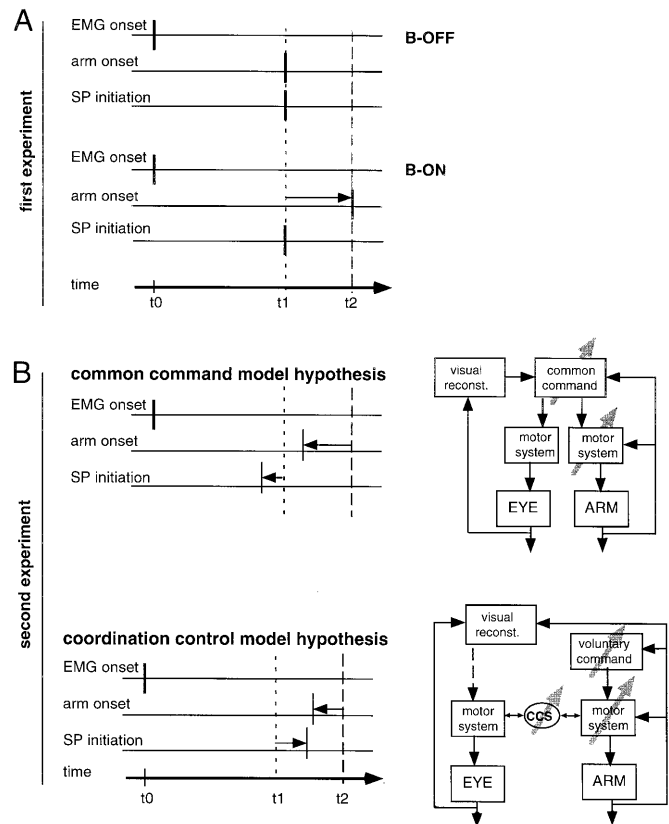 A
first experiment
EMG onset
B-OFF
arm onset
SP initiation
EMG onset
B-ON
arm onset
SP initiation
time
t0
t1
t2
B
second experiment
common command model hypothesis
EMG onset
arm onset
SP initiation
visual
reconst.
common
command
motor
system
motor
system
EYE
ARM
coordination control model hypothesis
EMG onset
arm onset
SP initiation
time
t0
t1
t2
visual
reconst.
voluntary
command
motor
system
CCS
motor
system
EYE
ARM